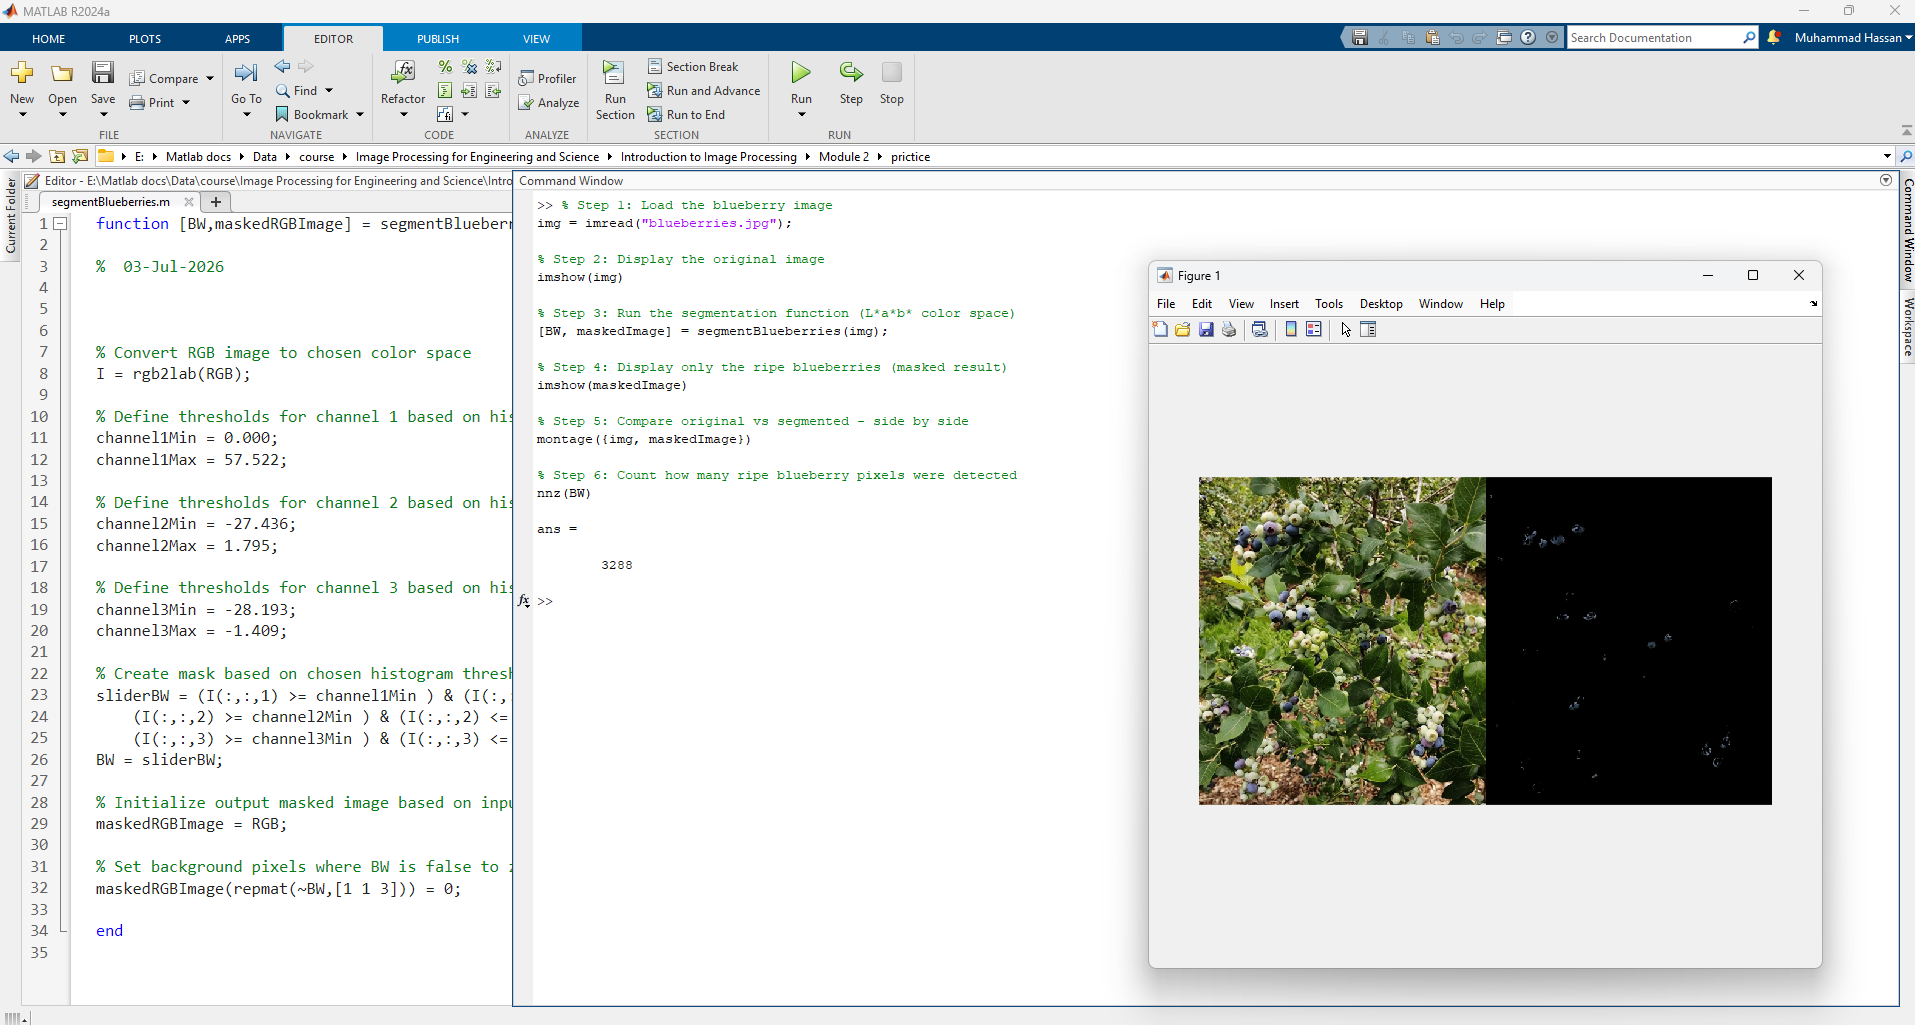 MATLAB R2024a
HOME PLOTS APPS EDITOR PUBLISH VIEW
Search Documentation
Muhammad Hassan
New Open Save Compare Print
Go To Find Bookmark
Refactor
Profiler Analyze
Run Section
Section Break
Run and Advance
Run to End
Run Step Stop
FILE NAVIGATE CODE ANALYZE SECTION RUN
E: Matlab docs Data course Image Processing for Engineering and Science Introduction to Image Processing Module 2 prictice
Current Folder
Editor - E:\Matlab docs\Data\course\Image Processing for Engineering and Science\Intro
segmentBlueberries.m
1 function [BW,maskedRGBImage] = segmentBlueberr
2
3 % 03-Jul-2026
4
5
6
7 % Convert RGB image to chosen color space
8 I = rgb2lab(RGB);
9
10 % Define thresholds for channel 1 based on his
11 channel1Min = 0.000;
12 channel1Max = 57.522;
13
14 % Define thresholds for channel 2 based on his
15 channel2Min = -27.436;
16 channel2Max = 1.795;
17
18 % Define thresholds for channel 3 based on his
19 channel3Min = -28.193;
20 channel3Max = -1.409;
21
22 % Create mask based on chosen histogram thresh
23 sliderBW = (I(:,:,1) >= channel1Min ) & (I(:,:
24 (I(:,:,2) >= channel2Min ) & (I(:,:,2) <=
25 (I(:,:,3) >= channel3Min ) & (I(:,:,3) <=
26 BW = sliderBW;
27
28 % Initialize output masked image based on inpu
29 maskedRGBImage = RGB;
30
31 % Set background pixels where BW is false to z
32 maskedRGBImage(repmat(~BW,[1 1 3])) = 0;
33
34 end
35
Command Window
>> % Step 1: Load the blueberry image
img = imread("blueberries.jpg");
% Step 2: Display the original image
imshow(img)
% Step 3: Run the segmentation function (L*a*b* color space)
[BW, maskedImage] = segmentBlueberries(img);
% Step 4: Display only the ripe blueberries (masked result)
imshow(maskedImage)
% Step 5: Compare original vs segmented - side by side
montage({img, maskedImage})
% Step 6: Count how many ripe blueberry pixels were detected
nnz(BW)
ans =
3288
fx >>
Figure 1
File Edit View Insert Tools Desktop Window Help
Command Window
Workspace